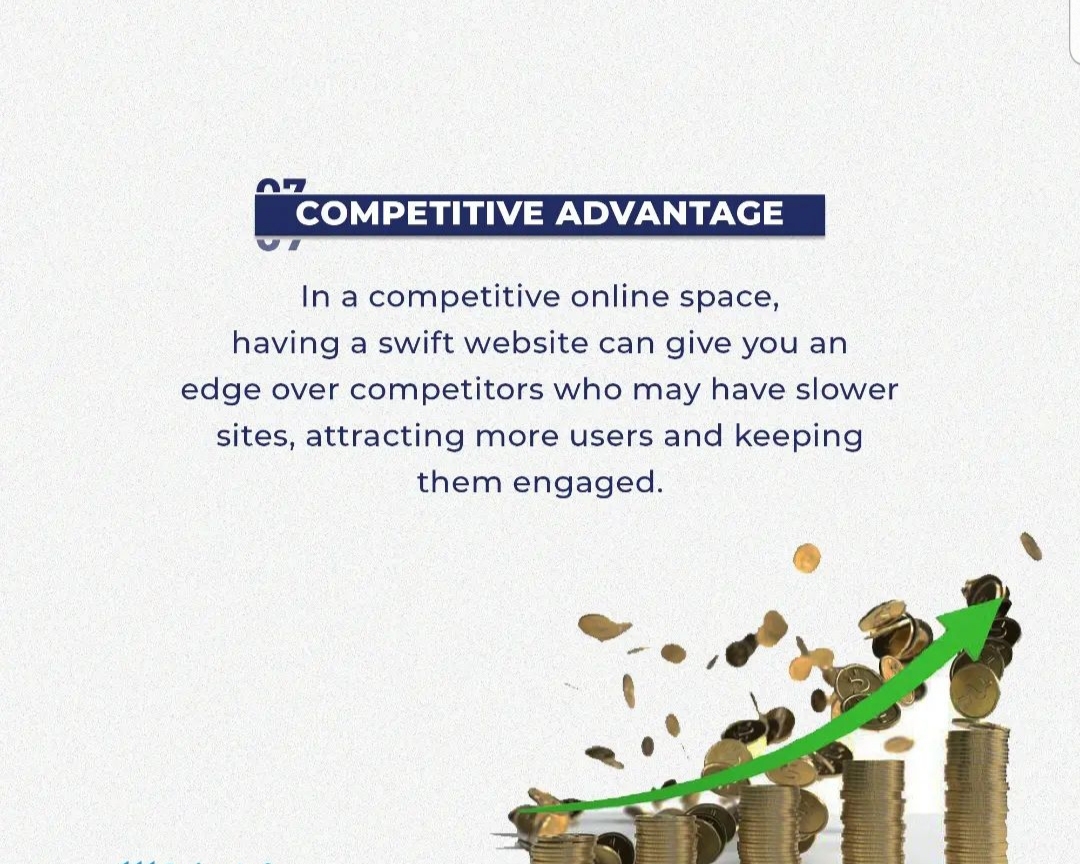 07
COMPETITIVE ADVANTAGE
In a competitive online space,
having a swift website can give you an
edge over competitors who may have slower
sites, attracting more users and keeping
them engaged.